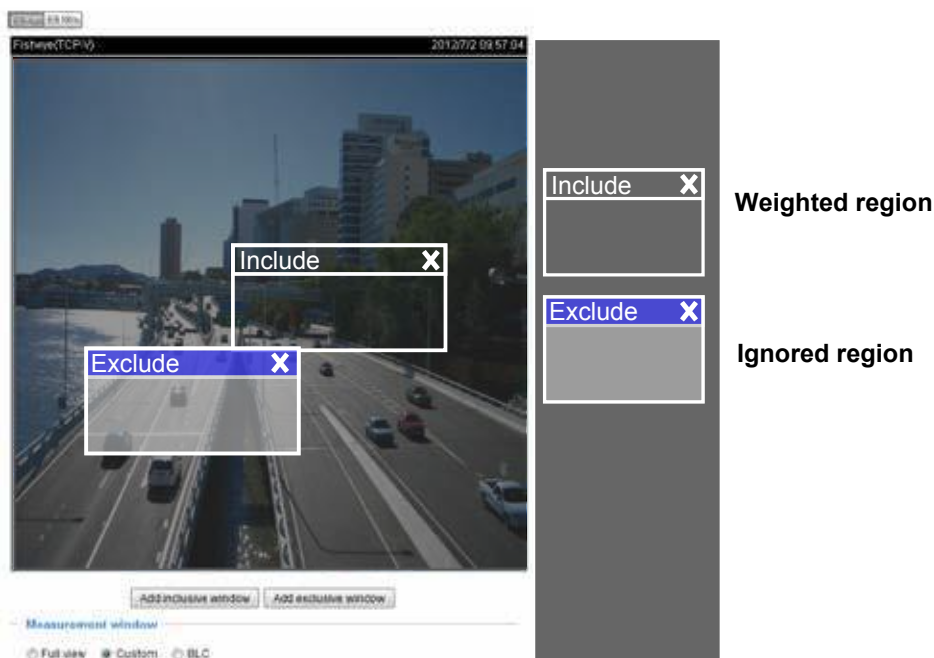 Fisheye(TCP-V) 2012/7/2 09:57:04
Include
Weighted region
Include
Exclude
Ignored region
Exclude
Add inclusive window Add exclusive window
Measurement window
Full view Custom BLC